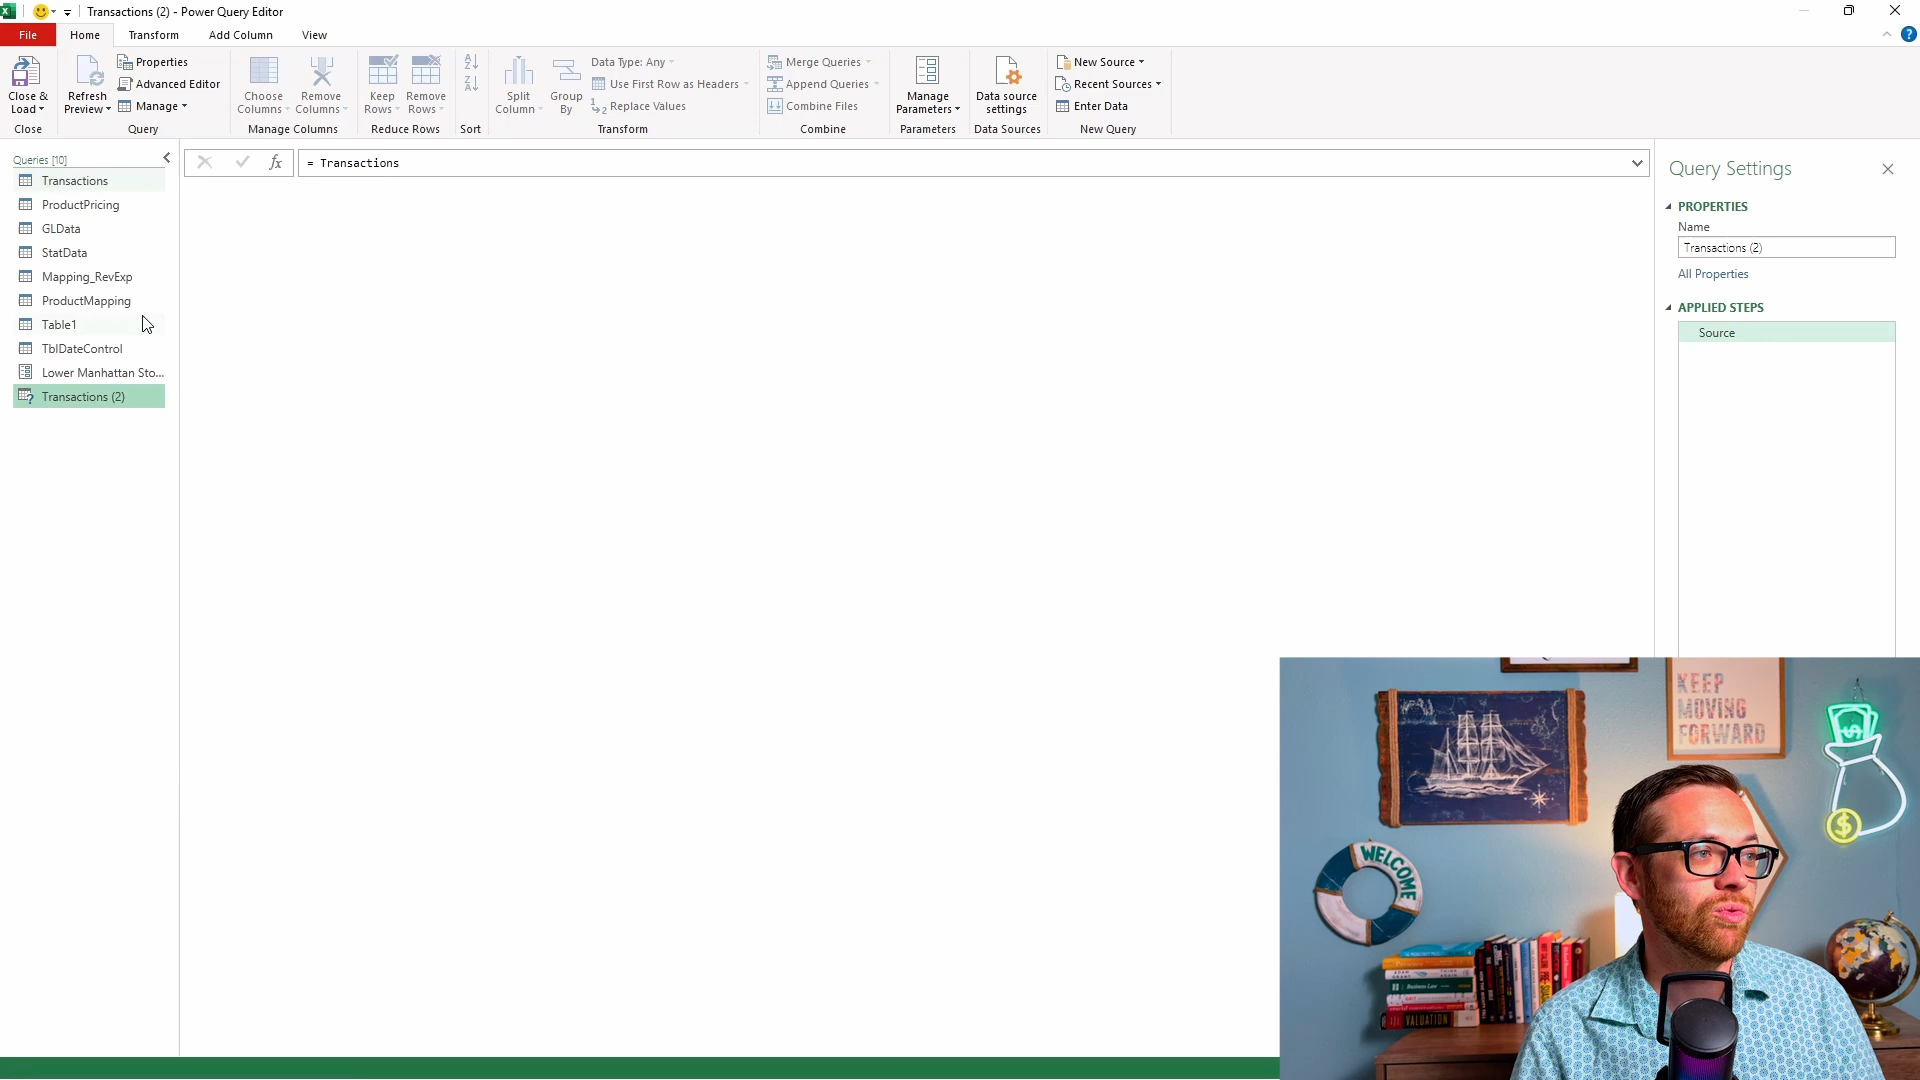 Transactions (2) - Power Query Editor
File Home Transform Add Column View
Close & Load
Close
Refresh Preview
Properties
Advanced Editor
Manage
Query
Choose Columns
Remove Columns
Manage Columns
Keep Rows
Remove Rows
Reduce Rows
Sort
Split Column
Group By
Data Type: Any
Use First Row as Headers
Replace Values
Transform
Merge Queries
Append Queries
Combine Files
Combine
Manage Parameters
Parameters
Data source settings
Data Sources
New Source
Recent Sources
Enter Data
New Query
Queries [10]
Transactions
ProductPricing
GLData
StatData
Mapping_RevExp
ProductMapping
Table1
TblDateControl
Lower Manhattan Sto...
Transactions (2)
fx
= Transactions
Query Settings
PROPERTIES
Name
Transactions (2)
All Properties
APPLIED STEPS
Source
KEEP
MOVING
FORWARD
WELCOME
Business Law
GRIT
VALUATION